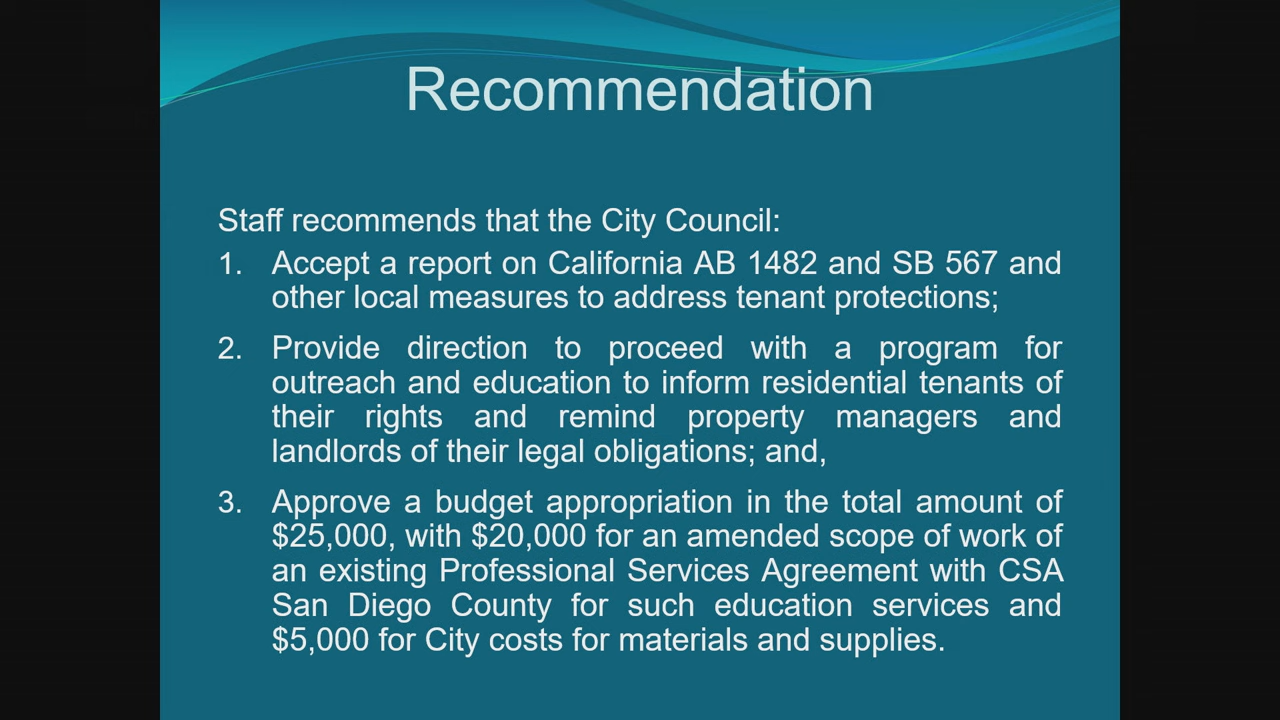 Recommendation
Staff recommends that the City Council:
1. Accept a report on California AB 1482 and SB 567 and
other local measures to address tenant protections;
2. Provide direction to proceed with a program for
outreach and education to inform residential tenants of
their rights and remind property managers and
landlords of their legal obligations; and,
3. Approve a budget appropriation in the total amount of
$25,000, with $20,000 for an amended scope of work of
an existing Professional Services Agreement with CSA
San Diego County for such education services and
$5,000 for City costs for materials and supplies.